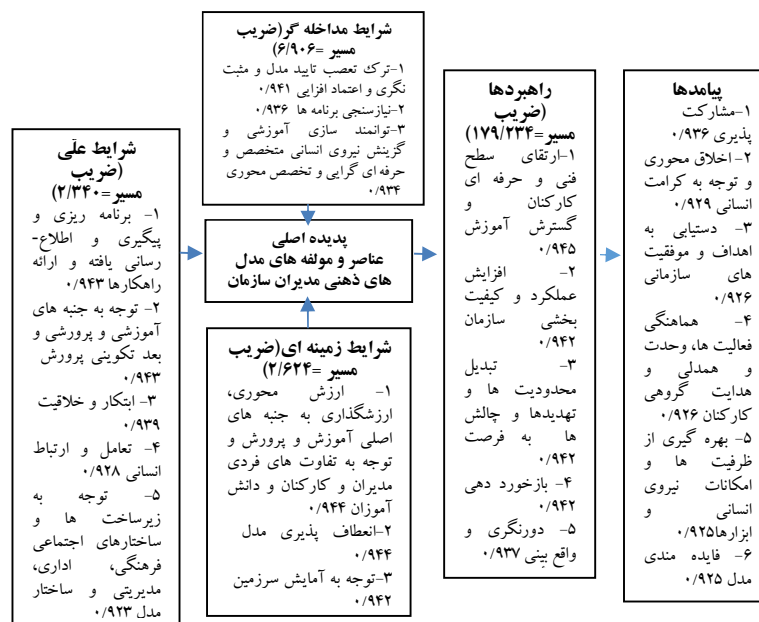 شرایط مداخله گر(ضریب
مسیر =۶/۹۰۶)
۱-ترک تعصب تایید مدل و مثبت
نگری و اعتماد افزایی ۰/۹۴۱
۲-نیازسنجی برنامه ها ۰/۹۳۶
۳-توانمند سازی آموزشی و
گزینش نیروی انسانی متخصص و
حرفه ای گرایی و تخصص محوری
۰/۹۳۴
شرایط علّی
(ضریب
مسیر=۲/۳۴۰)
۱- برنامه ریزی و
پیگیری و اطلاع-
رسانی یافته و ارائه
راهکارها ۰/۹۴۳
۲- توجه به جنبه های
آموزشی و پرورشی و
بعد تکوینی پرورش
۰/۹۴۳
۳- ابتکار و خلاقیت
۰/۹۳۹
۴- تعامل و ارتباط
انسانی ۰/۹۲۸
۵- توجه به
زیرساخت ها و
ساختارهای اجتماعی
فرهنگی، اداری،
مدیریتی و ساختار
مدل ۰/۹۲۳
پدیده اصلی
عناصر و مولفه های مدل
های ذهنی مدیران سازمان
شرایط زمینه ای(ضریب
مسیر =۲/۶۲۴)
۱- ارزش محوری،
ارزشگذاری به جنبه های
اصلی آموزش و پرورش و
توجه به تفاوت های فردی
مدیران و کارکنان و دانش
آموزان ۰/۹۴۴
۲-انعطاف پذیری مدل
۰/۹۴۴
۳-توجه به آمایش سرزمین
۰/۹۴۲
راهبردها
(ضریب
مسیر=۱۷۹/۲۳۴)
۱-ارتقای سطح
فنی و حرفه ای
کارکنان و
گسترش آموزش
۰/۹۴۵
۲- افزایش
عملکرد و کیفیت
بخشی سازمان
۰/۹۴۲
۳- تبدیل
محدودیت ها و
تهدیدها و چالش
ها به فرصت
۰/۹۴۲
۴- بازخورد دهی
۰/۹۴۲
۵- دورنگری و
واقع بینی ۰/۹۳۷
پیامدها
۱-مشارکت
پذیری ۰/۹۳۶
۲-اخلاق محوری
و توجه به کرامت
انسانی ۰/۹۲۹
۳- دستیابی به
اهداف و موفقیت
های سازمانی
۰/۹۲۶
۴- هماهنگی
فعالیت ها، وحدت
و همدلی و
هدایت گروهی
کارکنان ۰/۹۲۶
۵- بهره گیری از
ظرفیت ها و
امکانات نیروی
انسانی و
ابزارها۰/۹۲۵
۶- فایده مندی
مدل ۰/۹۲۵